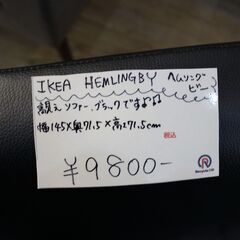 IKEA HEMLINGBY ヘムリングビー
2人掛え ソファー、ブラックです♪♪
幅145×奥71.5×高さ71.5cm
税込
¥9800-